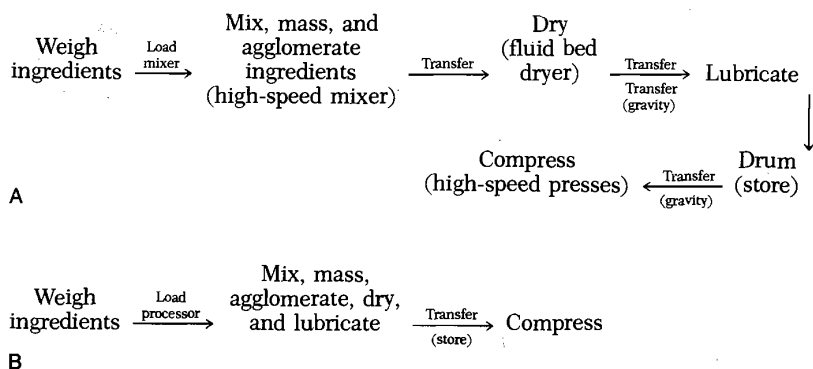 Weigh
ingredients
Load
mixer
Mix, mass, and
agglomerate
ingredients
(high-speed mixer)
Transfer
Dry
(fluid bed
dryer)
Transfer
Transfer
(gravity)
Lubricate
Drum
(store)
Transfer
(gravity)
Compress
(high-speed presses)
A
Weigh
ingredients
Load
processor
Mix, mass,
agglomerate, dry,
and lubricate
Transfer
(store)
Compress
B